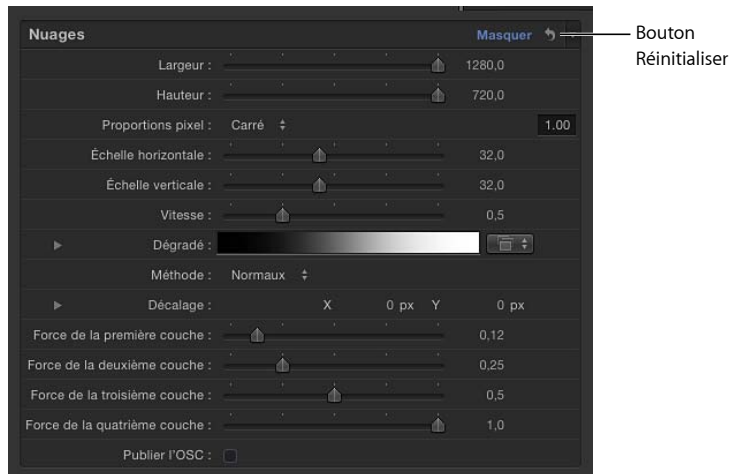 Nuages Masquer Bouton Réinitialiser
Largeur : 1280,0
Hauteur : 720,0
Proportions pixel : Carré 1.00
Échelle horizontale : 32,0
Échelle verticale : 32,0
Vitesse : 0,5
Dégradé :
Méthode : Normaux
Décalage : X 0 px Y 0 px
Force de la première couche : 0,12
Force de la deuxième couche : 0,25
Force de la troisième couche : 0,5
Force de la quatrième couche : 1,0
Publier l'OSC :